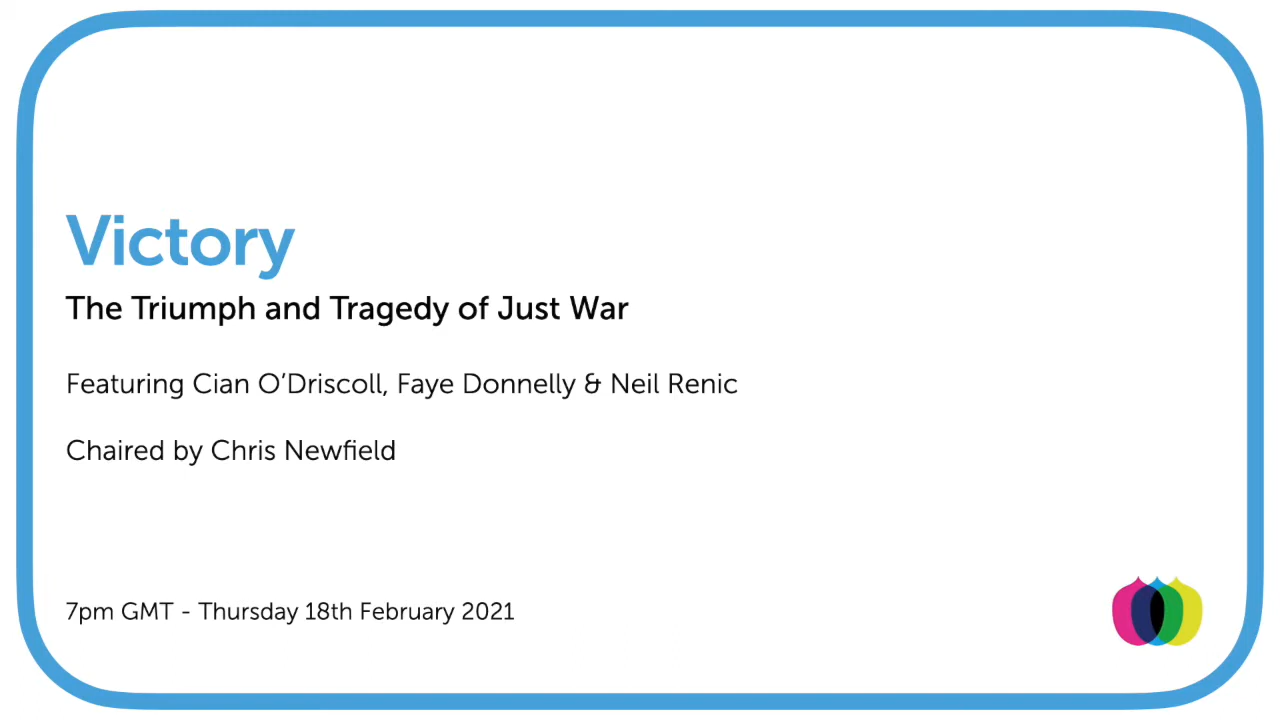 Victory
The Triumph and Tragedy of Just War
Featuring Cian O’Driscoll, Faye Donnelly & Neil Renic
Chaired by Chris Newfield
7pm GMT - Thursday 18th February 2021